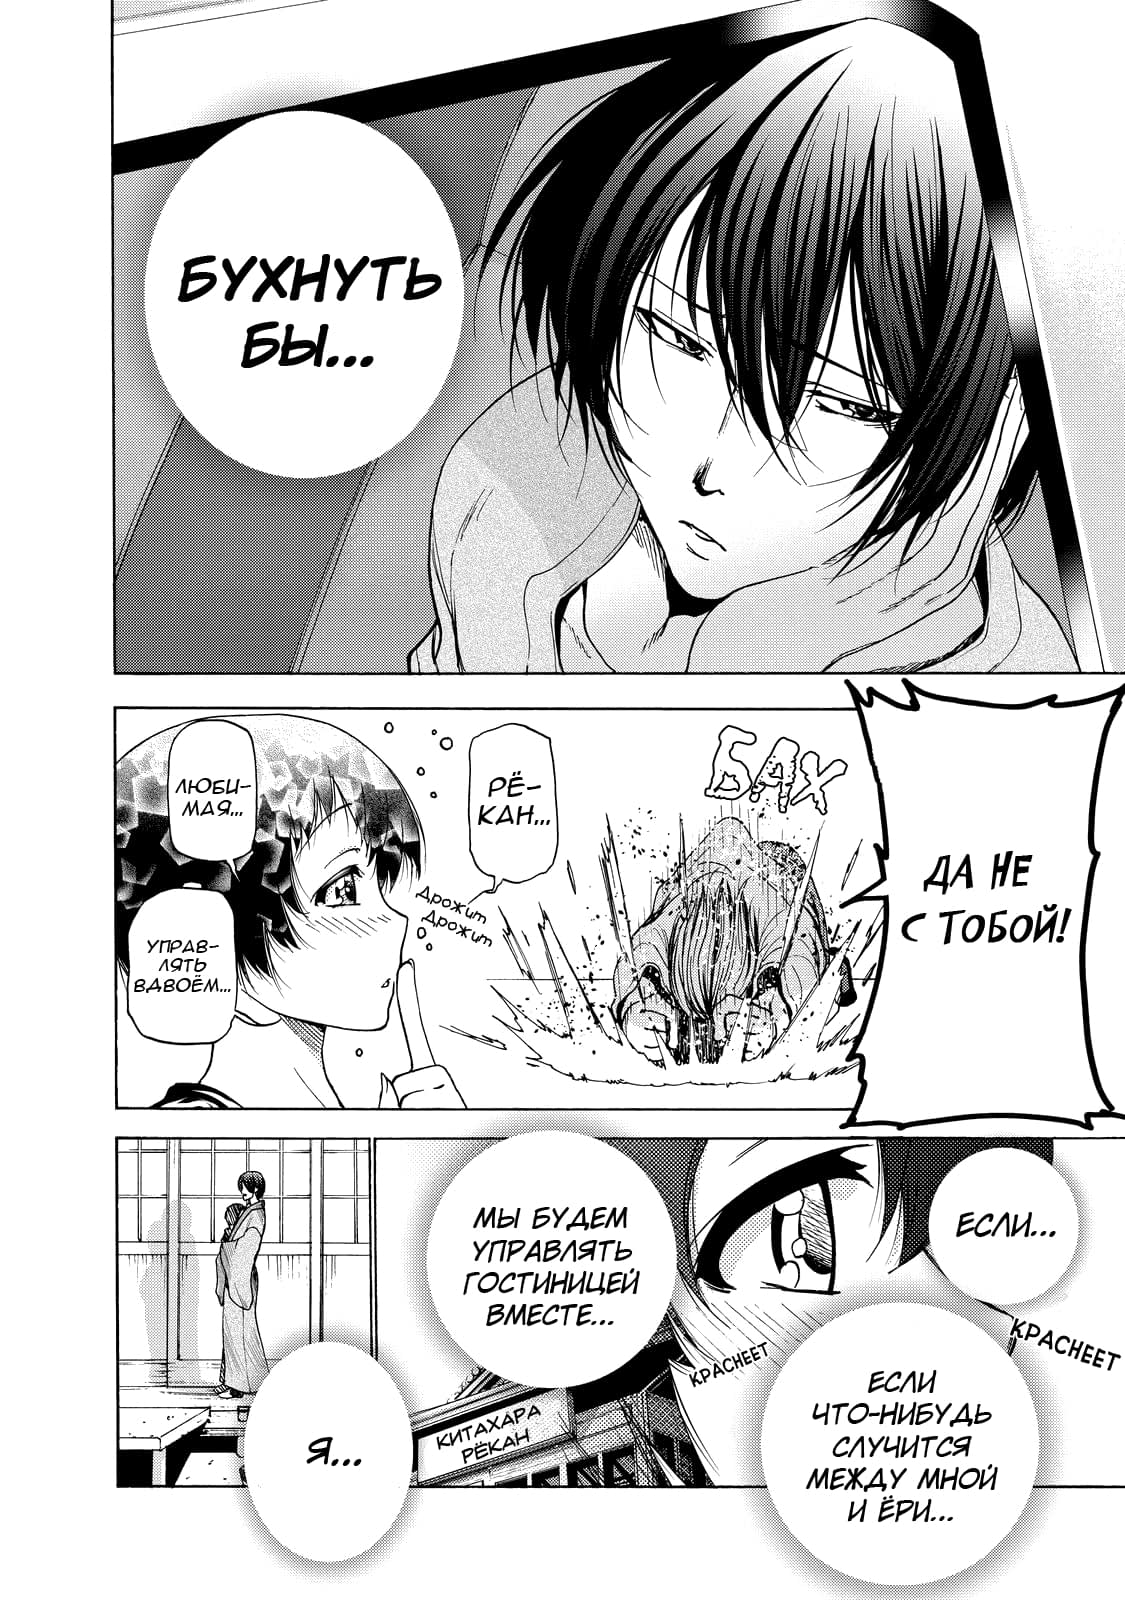 БУХНУТЬ
БЫ...
ДА НЕ
С ТОБОЙ!
БАХ
РЁ-
КАН...
Дрожит
Дрожит
ЛЮБИ-
МАЯ...
УПРАВ-
ЛЯТЬ
ВДВОЁМ...
ЕСЛИ...
КРАСНЕЕТ
КРАСНЕЕТ
ЕСЛИ
ЧТО-НИБУДЬ
СЛУЧИТСЯ
МЕЖДУ МНОЙ
И ЁРИ...
МЫ БУДЕМ
УПРАВЛЯТЬ
ГОСТИНИЦЕЙ
ВМЕСТЕ...
КИТАХАРА
РЁКАН
Я...